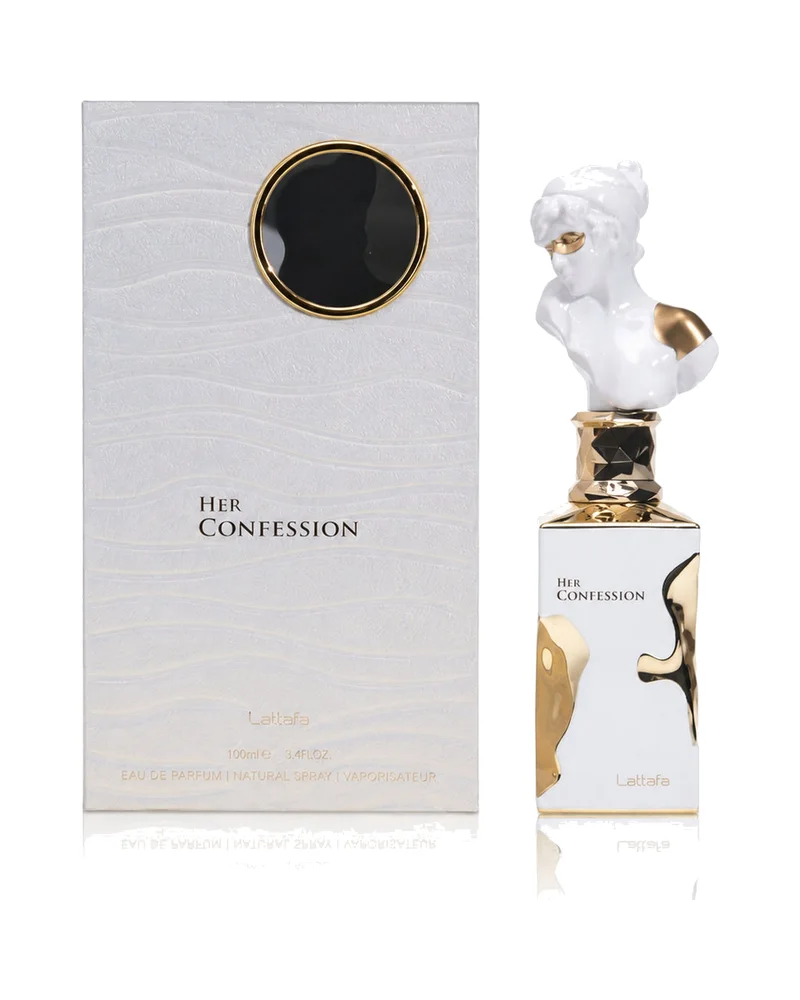 HER
CONFESSION
Lattafa
100ml e 3.4FL.OZ.
EAU DE PARFUM | NATURAL SPRAY | VAPORISATEUR
HER
CONFESSION
Lattafa